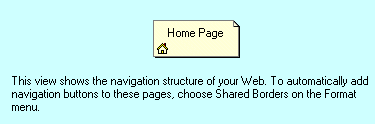 Home Page
This view shows the navigation structure of your Web. To automatically add
navigation buttons to these pages, choose Shared Borders on the Format
menu.